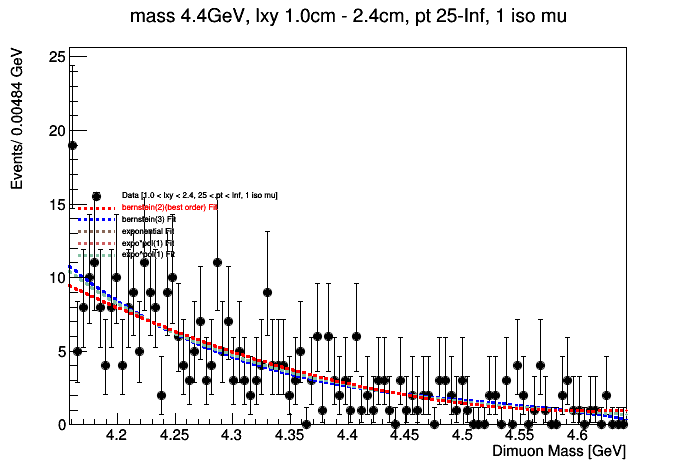 mass 4.4GeV, lxy 1.0cm - 2.4cm, pt 25-Inf, 1 iso mu
Events/ 0.00484 GeV
25
20
15
10
5
0
Data [1.0 < lxy < 2.4, 25 < pt < Inf, 1 iso mu]
bernstein(2)(best order) Fit
bernstein(3) Fit
exponential Fit
expo*pol(1) Fit
expo*pol(1) Fit
4.2 4.25 4.3 4.35 4.4 4.45 4.5 4.55 4.6
Dimuon Mass [GeV]